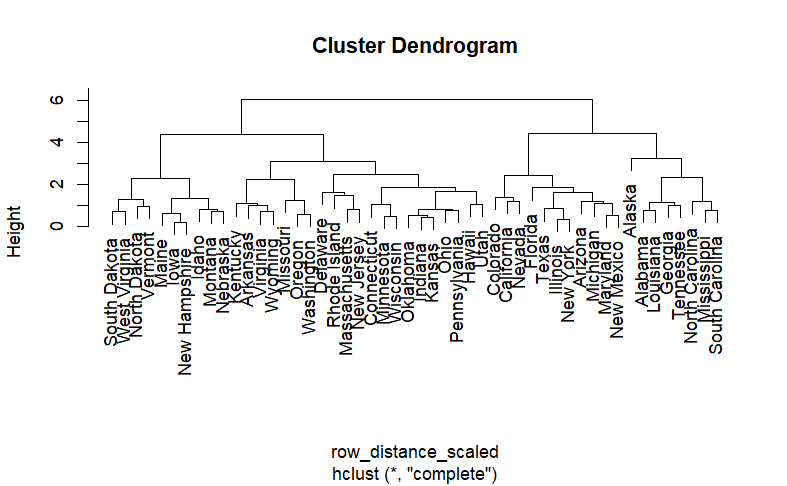 Cluster Dendrogram
Height
6
4
2
0
South Dakota
West Virginia
North Dakota
Vermont
Maine
Iowa
New Hampshire
Idaho
Montana
Nebraska
Kentucky
Arkansas
Virginia
Wyoming
Missouri
Oregon
Washington
Delaware
Rhode Island
Massachusetts
New Jersey
Connecticut
Minnesota
Wisconsin
Oklahoma
Indiana
Kansas
Ohio
Pennsylvania
Hawaii
Utah
Colorado
California
Nevada
Florida
Texas
Illinois
New York
Arizona
Michigan
Maryland
New Mexico
Alaska
Alabama
Louisiana
Georgia
Tennessee
North Carolina
Mississippi
South Carolina
row_distance_scaled
hclust (*, "complete")